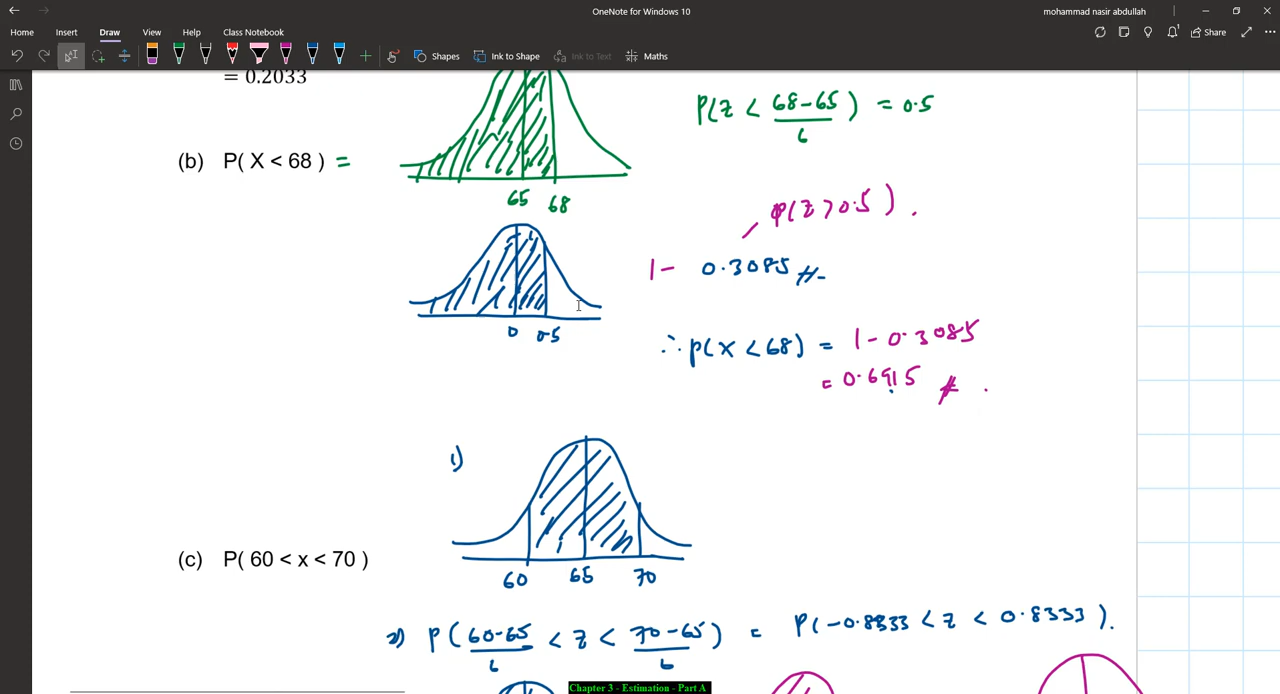 OneNote for Windows 10
mohammad nasir abdullah
Home Insert Draw View Help Class Notebook
Share
Shapes Ink to Shape Ink to Text Maths
= 0.2033
P(Z < 68-65/6) = 0.5
(b) P( X < 68 ) =
65 68
P(Z > 0.5).
1- 0.3085 #
0 0.5
∴ P(X < 68) = 1 - 0.3085
= 0.6915 #.
1)
(c) P( 60 < x < 70 )
60 65 70
2) P(60-65/6 < Z < 70-65/6) = P(-0.8333 < Z < 0.8333).
Chapter 3 - Estimation - Part A